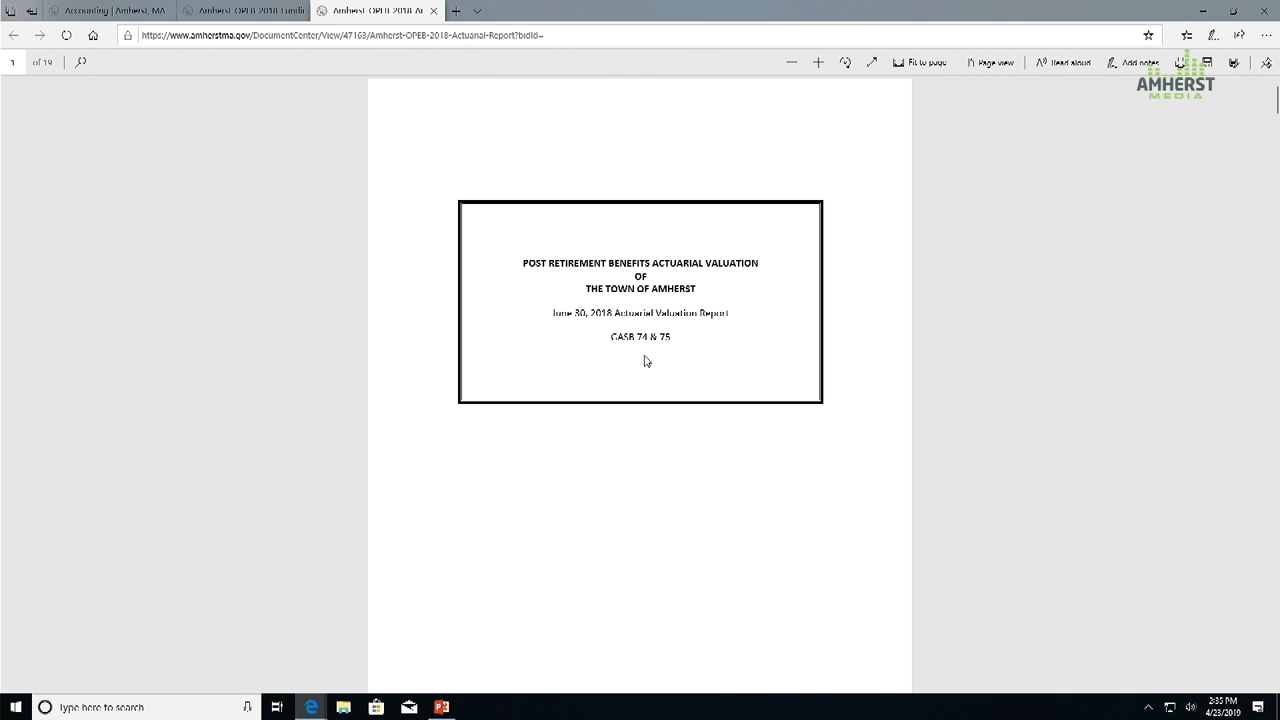 Accounting | Amherst, MA
Amherst OPEB 2018 Fundin
Amherst OPEB 2018 Ac
https://www.amherstma.gov/DocumentCenter/View/47163/Amherst-OPEB-2018-Actuarial-Report?bidId=
1 of 19
Fit to page
Page view
Read aloud
Add notes
AMHERST
MEDIA
POST RETIREMENT BENEFITS ACTUARIAL VALUATION
OF
THE TOWN OF AMHERST
June 30, 2018 Actuarial Valuation Report
GASB 74 & 75
Type here to search
2:35 PM
4/23/2019